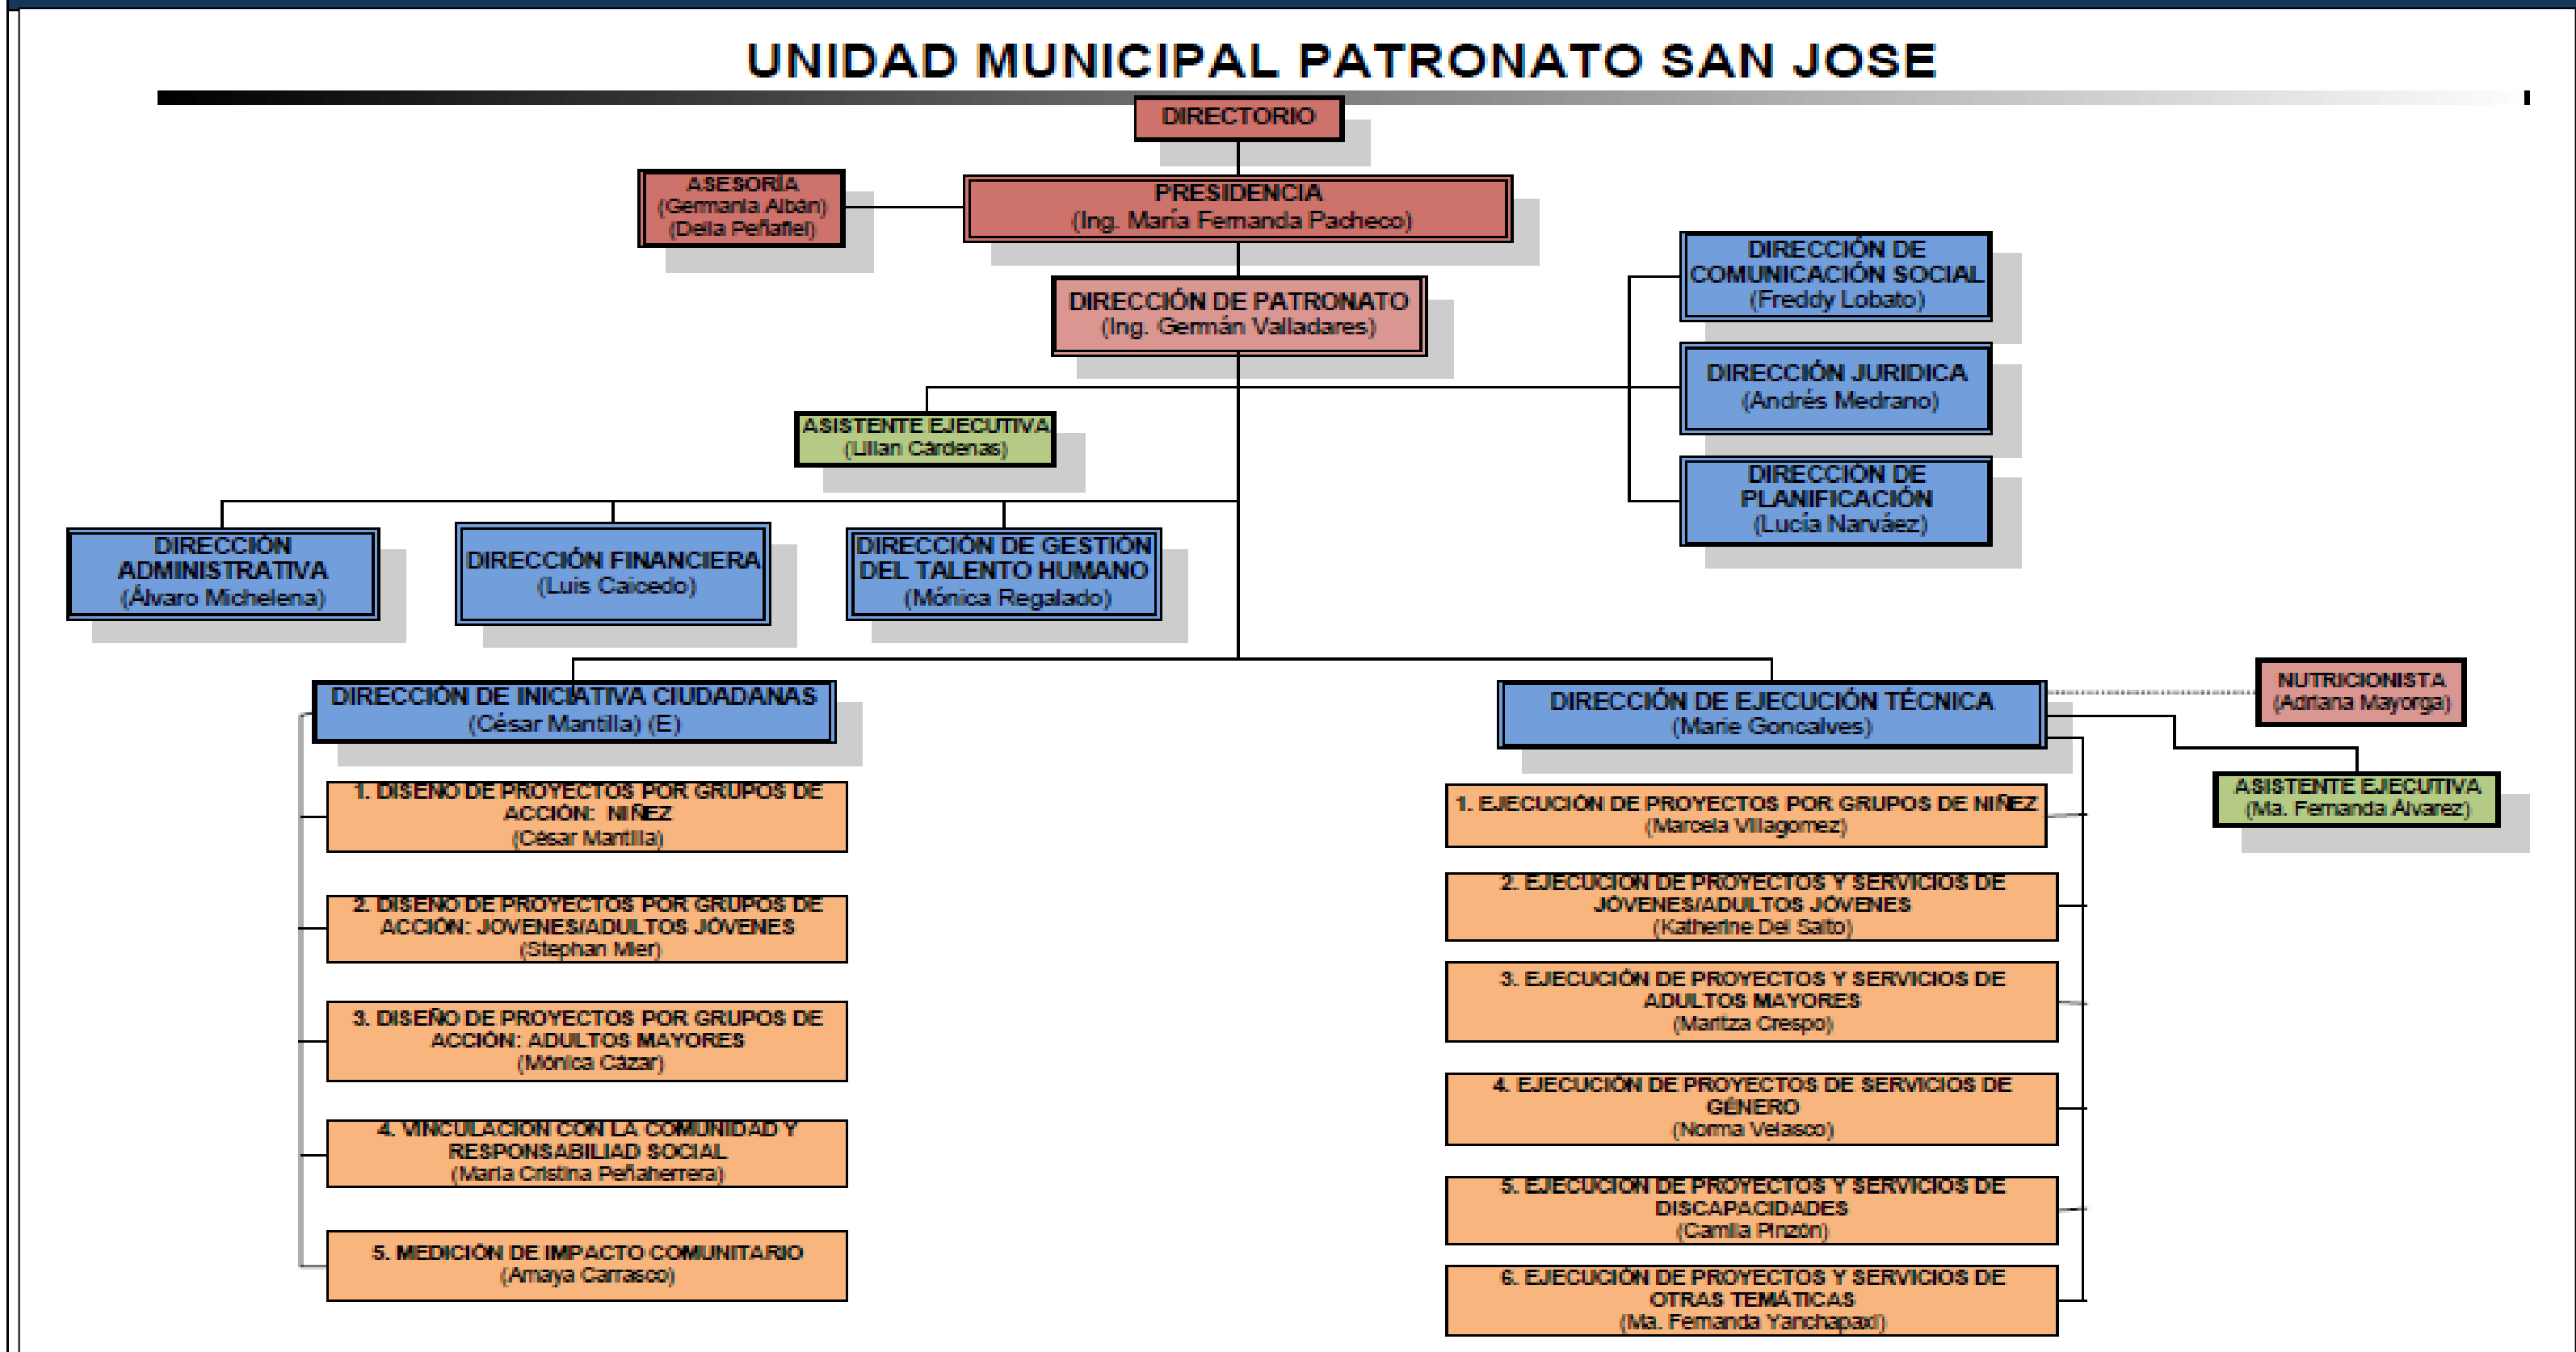 UNIDAD MUNICIPAL PATRONATO SAN JOSE
DIRECTORIO
ASESORÍA
(Germania Albán)
(Delia Peñafiel)
PRESIDENCIA
(Ing. María Fernanda Pacheco)
DIRECCIÓN DE PATRONATO
(Ing. Germán Valladares)
DIRECCIÓN DE
COMUNICACIÓN SOCIAL
(Freddy Lobato)
DIRECCIÓN JURIDICA
(Andrés Medrano)
DIRECCIÓN DE
PLANIFICACIÓN
(Lucía Narváez)
ASISTENTE EJECUTIVA
(Lilian Cárdenas)
DIRECCIÓN
ADMINISTRATIVA
(Álvaro Michelena)
DIRECCIÓN FINANCIERA
(Luis Caicedo)
DIRECCIÓN DE GESTIÓN
DEL TALENTO HUMANO
(Mónica Regalado)
DIRECCIÓN DE INICIATIVA CIUDADANAS
(César Mantilla) (E)
1. DISEÑO DE PROYECTOS POR GRUPOS DE
ACCIÓN: NIÑEZ
(César Mantilla)
2. DISEÑO DE PROYECTOS POR GRUPOS DE
ACCIÓN: JOVENES/ADULTOS JÓVENES
(Stephan Mier)
3. DISEÑO DE PROYECTOS POR GRUPOS DE
ACCIÓN: ADULTOS MAYORES
(Mónica Cázar)
4. VINCULACIÓN CON LA COMUNIDAD Y
RESPONSABILIAD SOCIAL
(María Cristina Peñaherrera)
5. MEDICIÓN DE IMPACTO COMUNITARIO
(Amaya Carrasco)
DIRECCIÓN DE EJECUCIÓN TÉCNICA
(Marie Goncalves)
NUTRICIONISTA
(Adriana Mayorga)
ASISTENTE EJECUTIVA
(Ma. Fernanda Álvarez)
1. EJECUCIÓN DE PROYECTOS POR GRUPOS DE NIÑEZ
(Marcela Villagomez)
2. EJECUCIÓN DE PROYECTOS Y SERVICIOS DE
JÓVENES/ADULTOS JÓVENES
(Katherine Del Salto)
3. EJECUCIÓN DE PROYECTOS Y SERVICIOS DE
ADULTOS MAYORES
(Maritza Crespo)
4. EJECUCIÓN DE PROYECTOS DE SERVICIOS DE
GÉNERO
(Norma Velasco)
5. EJECUCIÓN DE PROYECTOS Y SERVICIOS DE
DISCAPACIDADES
(Camila Pinzón)
6. EJECUCIÓN DE PROYECTOS Y SERVICIOS DE
OTRAS TEMÁTICAS
(Ma. Fernanda Yanchapaxi)